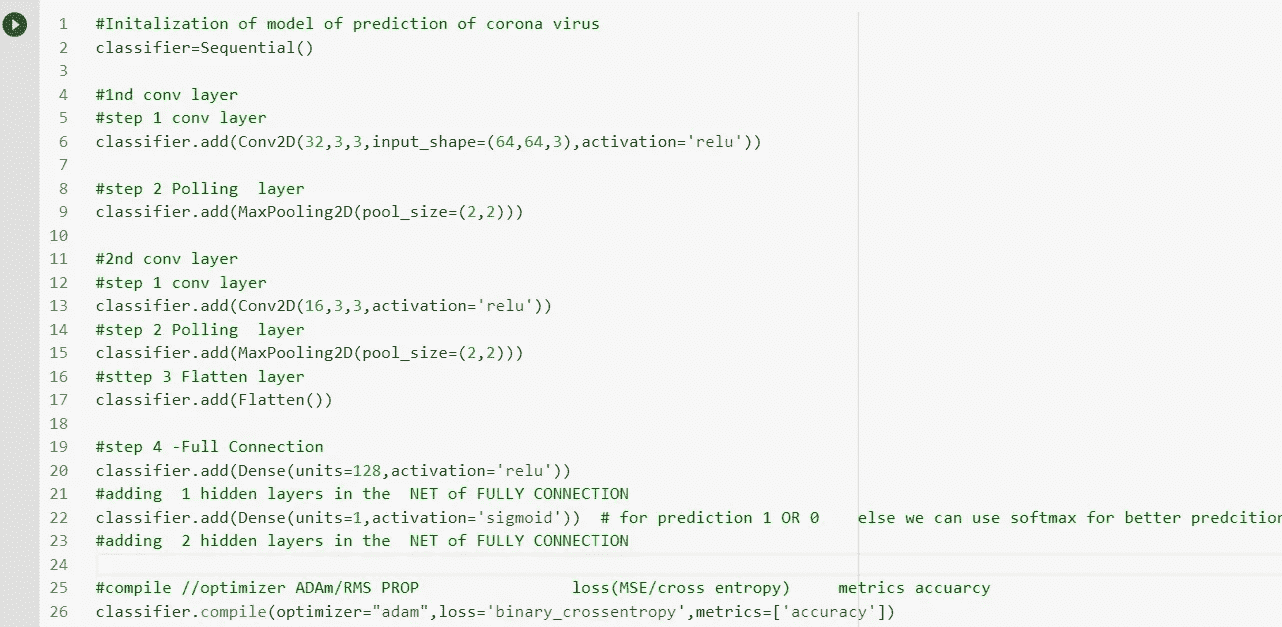 1 #Initalization of model of prediction of corona virus
2 classifier=Sequential()
3
4 #1nd conv layer
5 #step 1 conv layer
6 classifier.add(Conv2D(32,3,3,input_shape=(64,64,3),activation='relu'))
7
8 #step 2 Polling  layer
9 classifier.add(MaxPooling2D(pool_size=(2,2)))
10
11 #2nd conv layer
12 #step 1 conv layer
13 classifier.add(Conv2D(16,3,3,activation='relu'))
14 #step 2 Polling  layer
15 classifier.add(MaxPooling2D(pool_size=(2,2)))
16 #sttep 3 Flatten layer
17 classifier.add(Flatten())
18
19 #step 4 -Full Connection
20 classifier.add(Dense(units=128,activation='relu'))
21 #adding  1 hidden layers in the  NET of FULLY CONNECTION
22 classifier.add(Dense(units=1,activation='sigmoid'))  # for prediction 1 OR 0    else we can use softmax for better predcition
23 #adding  2 hidden layers in the  NET of FULLY CONNECTION
24
25 #compile //optimizer ADAm/RMS PROP                loss(MSE/cross entropy)     metrics accuarcy
26 classifier.compile(optimizer="adam",loss='binary_crossentropy',metrics=['accuracy'])